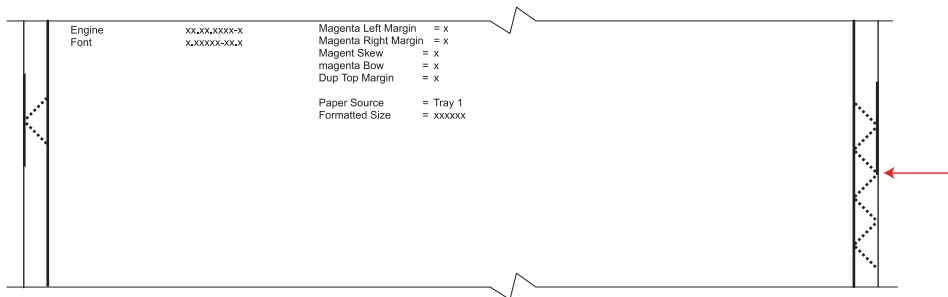 Engine xx.xx.xxxx-x
Font x.xxxxx-xx.x
Magenta Left Margin = x
Magenta Right Margin = x
Magent Skew = x
magenta Bow = x
Dup Top Margin = x
Paper Source = Tray 1
Formatted Size = xxxxxx